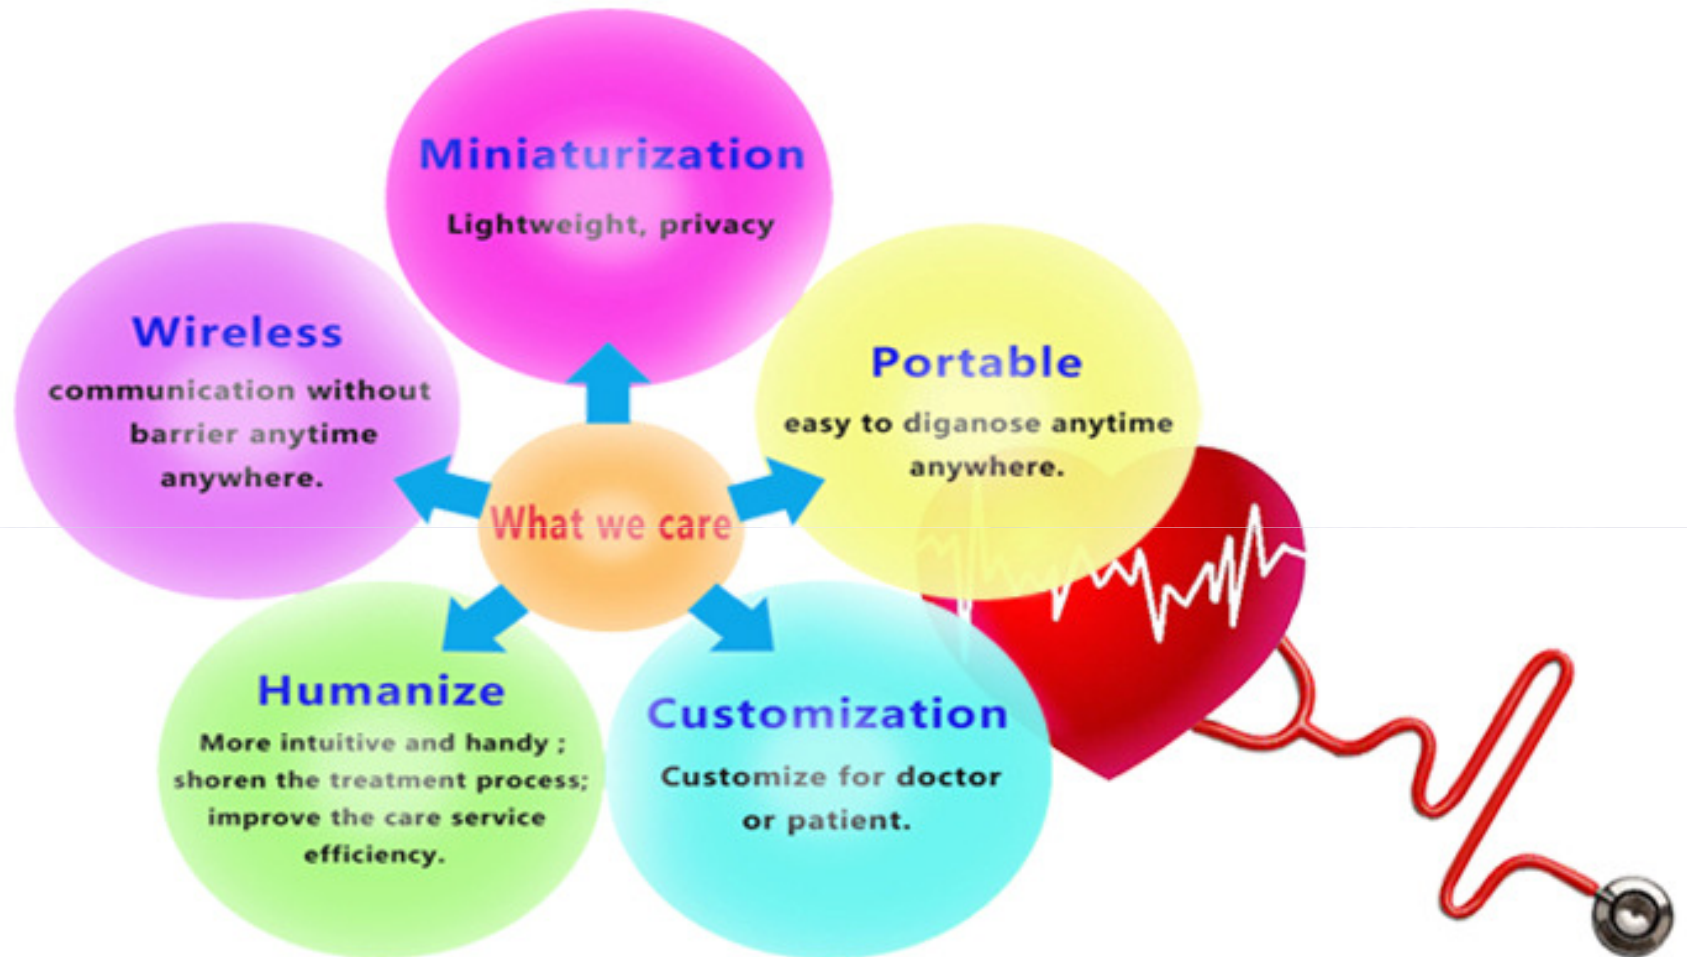 Miniaturization
Lightweight, privacy
Wireless
communication without
barrier anytime
anywhere.
Portable
easy to diganose anytime
anywhere.
What we care
Humanize
More intuitive and handy ;
shoren the treatment process;
improve the care service
efficiency.
Customization
Customize for doctor
or patient.